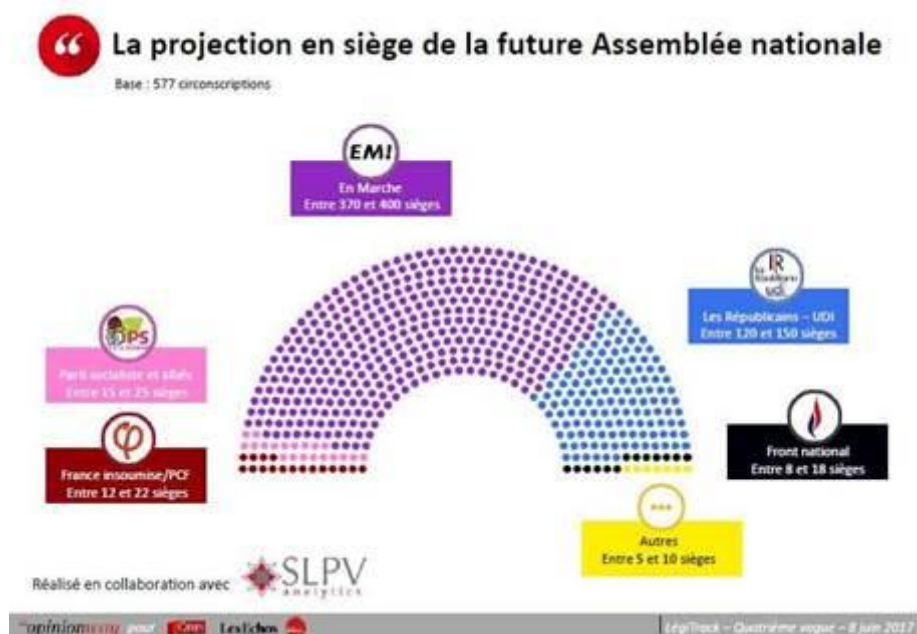 “
La projection en siège de la future Assemblée nationale
Base : 577 circonscriptions
EM!
En Marche
Entre 370 et 400 sièges
Les Républicains – UDI
Entre 120 et 150 sièges
PS
Parti socialiste et alliés
Entre 15 et 25 sièges
France insoumise/PCF
Entre 12 et 22 sièges
Front national
Entre 8 et 18 sièges
Autres
Entre 5 et 10 sièges
Réalisé en collaboration avec
SLPV
analytics
"opinionway pour
LesEchos
LégiTrack – Quatrième vague – 8 juin 2017